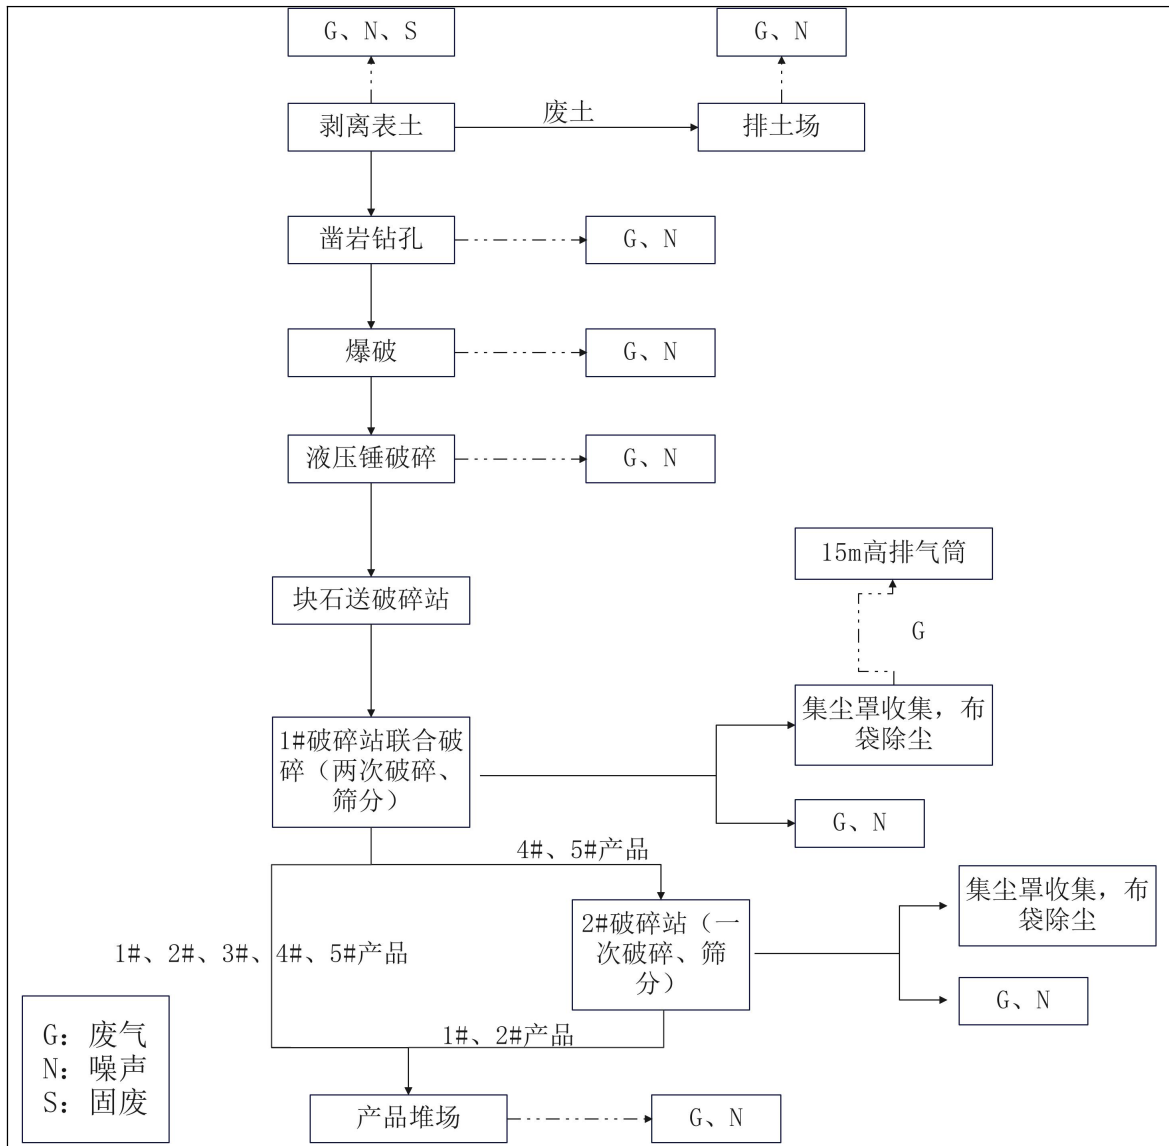 G、N、S
G、N
剥离表土
废土
排土场
凿岩钻孔
G、N
爆破
G、N
液压锤破碎
G、N
15m高排气筒
块石送破碎站
G
集尘罩收集，布
袋除尘
1#破碎站联合破
碎（两次破碎、
筛分）
G、N
4#、5#产品
集尘罩收集，布
袋除尘
2#破碎站（一
次破碎、筛
分）
1#、2#、3#、4#、5#产品
G、N
1#、2#产品
G：废气
N：噪声
S：固废
产品堆场
G、N